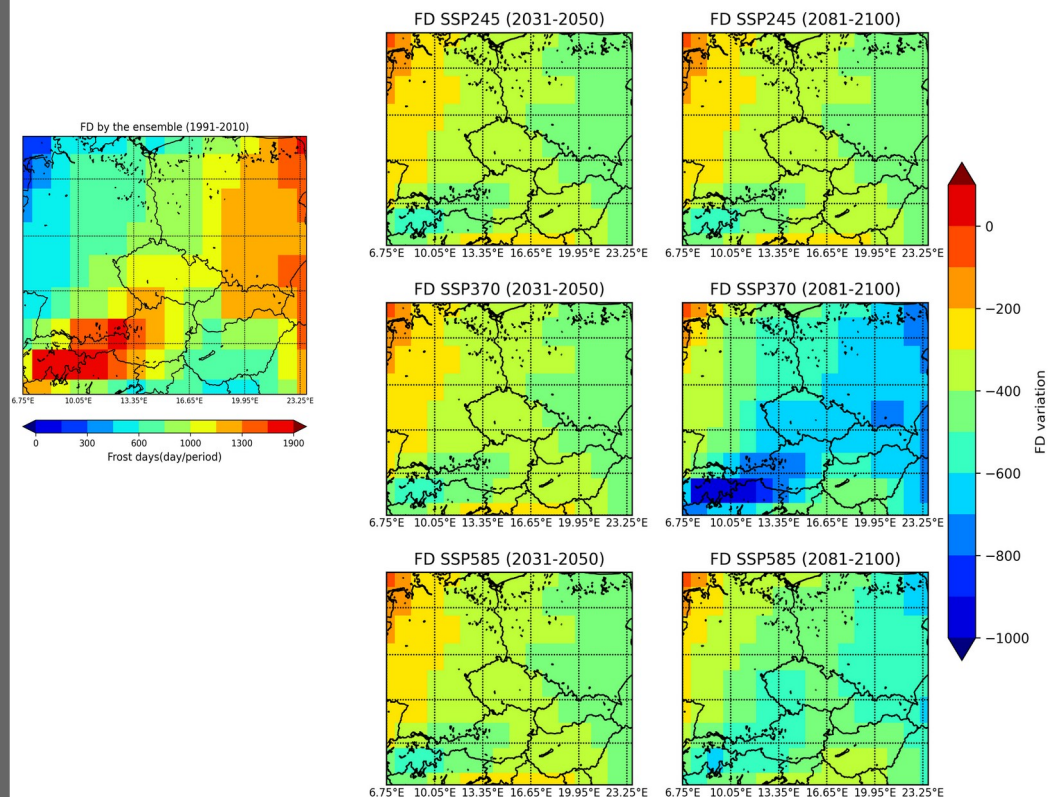 FD by the ensemble (1991-2010)
6.75°E 10.05°E 13.35°E 16.65°E 19.95°E 23.25°E
0 300 600 1000 1300 1900
Frost days(day/period)
FD SSP245 (2031-2050)
6.75°E 10.05°E 13.35°E 16.65°E 19.95°E 23.25°E
FD SSP245 (2081-2100)
6.75°E 10.05°E 13.35°E 16.65°E 19.95°E 23.25°E
FD SSP370 (2031-2050)
6.75°E 10.05°E 13.35°E 16.65°E 19.95°E 23.25°E
FD SSP370 (2081-2100)
6.75°E 10.05°E 13.35°E 16.65°E 19.95°E 23.25°E
FD SSP585 (2031-2050)
6.75°E 10.05°E 13.35°E 16.65°E 19.95°E 23.25°E
FD SSP585 (2081-2100)
6.75°E 10.05°E 13.35°E 16.65°E 19.95°E 23.25°E
0
−200
−400
−600
−800
−1000
FD variation